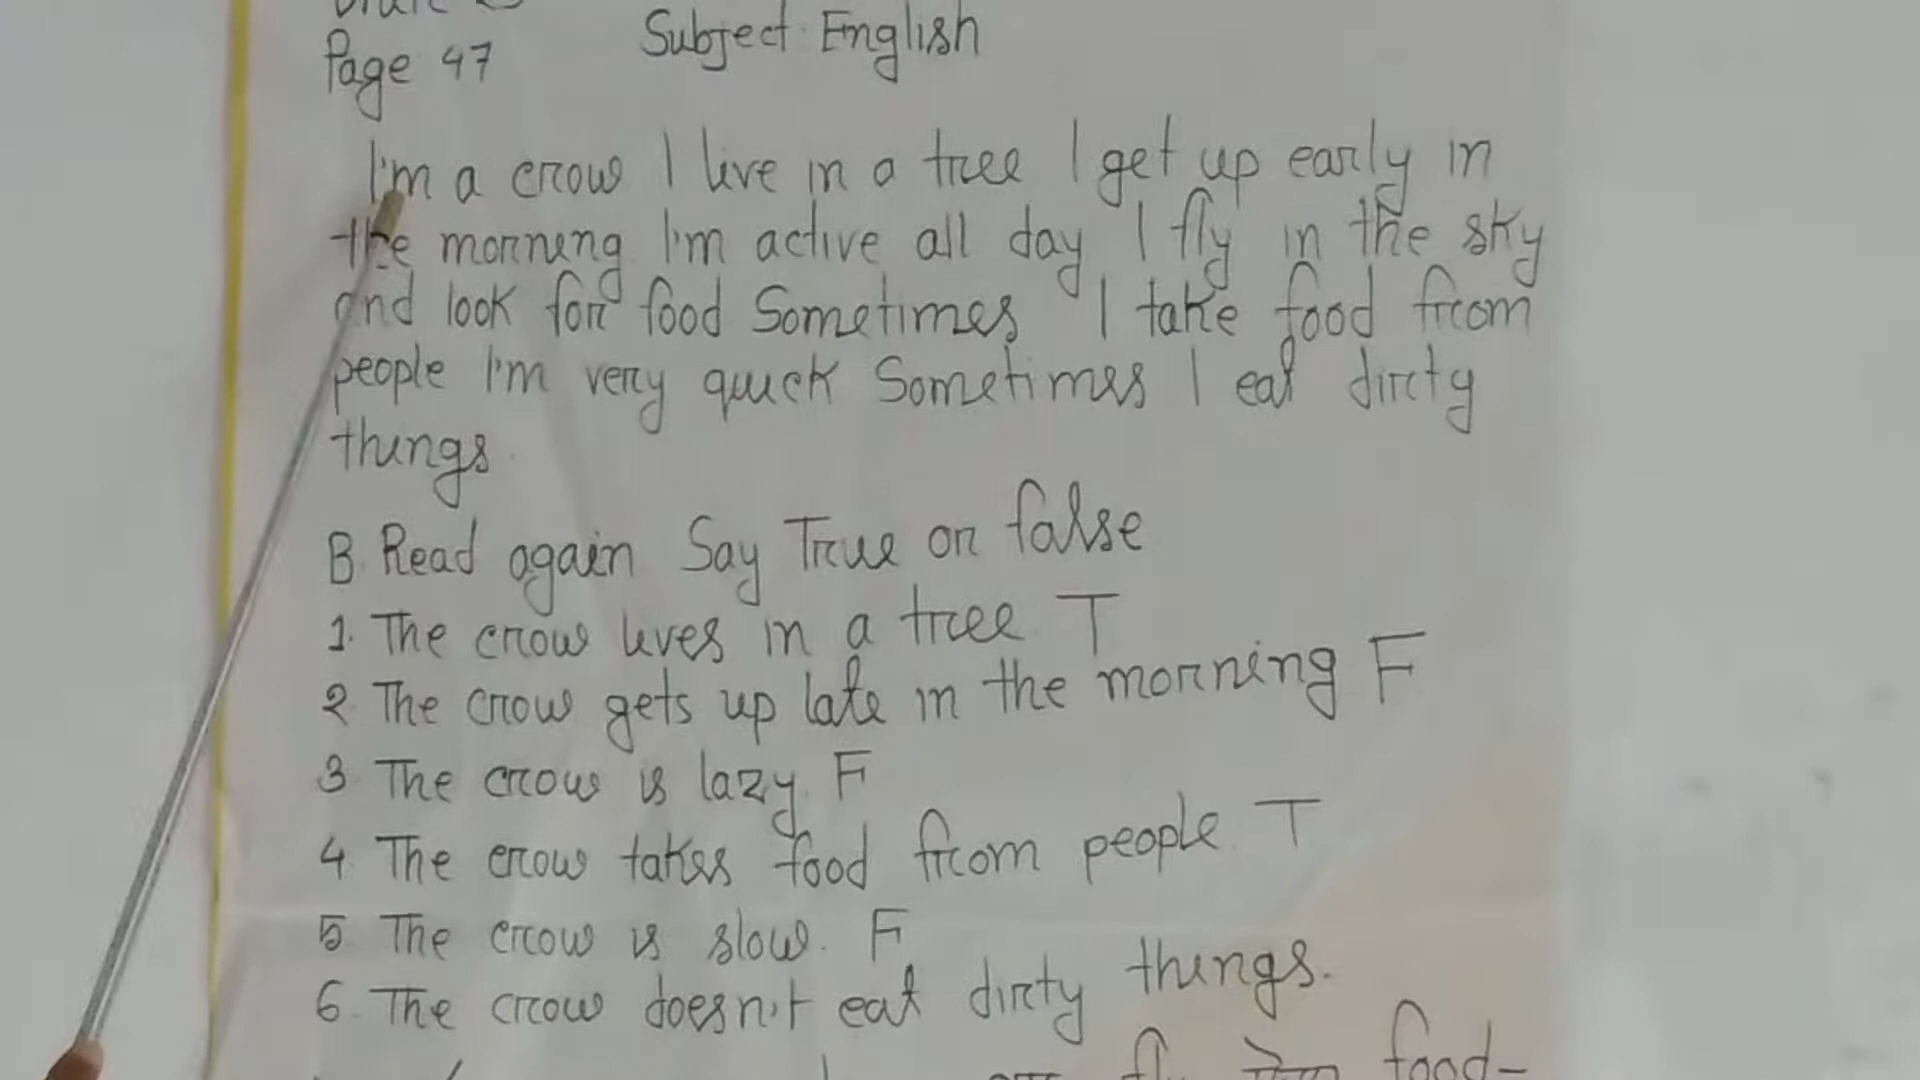 Page 47 Subject: English
I'm a crow I live in a tree I get up early in
the morning I'm active all day I fly in the sky
and look for food Sometimes I take food from
people I'm very quick Sometimes I eat dirty
things.
B. Read again Say True or false
1. The crow lives in a tree T
2. The crow gets up late in the morning F
3 The crow is lazy. F
4. The crow takes food from people. T
5. The crow is slow. F
6. The crow doesn't eat dirty things.
food-